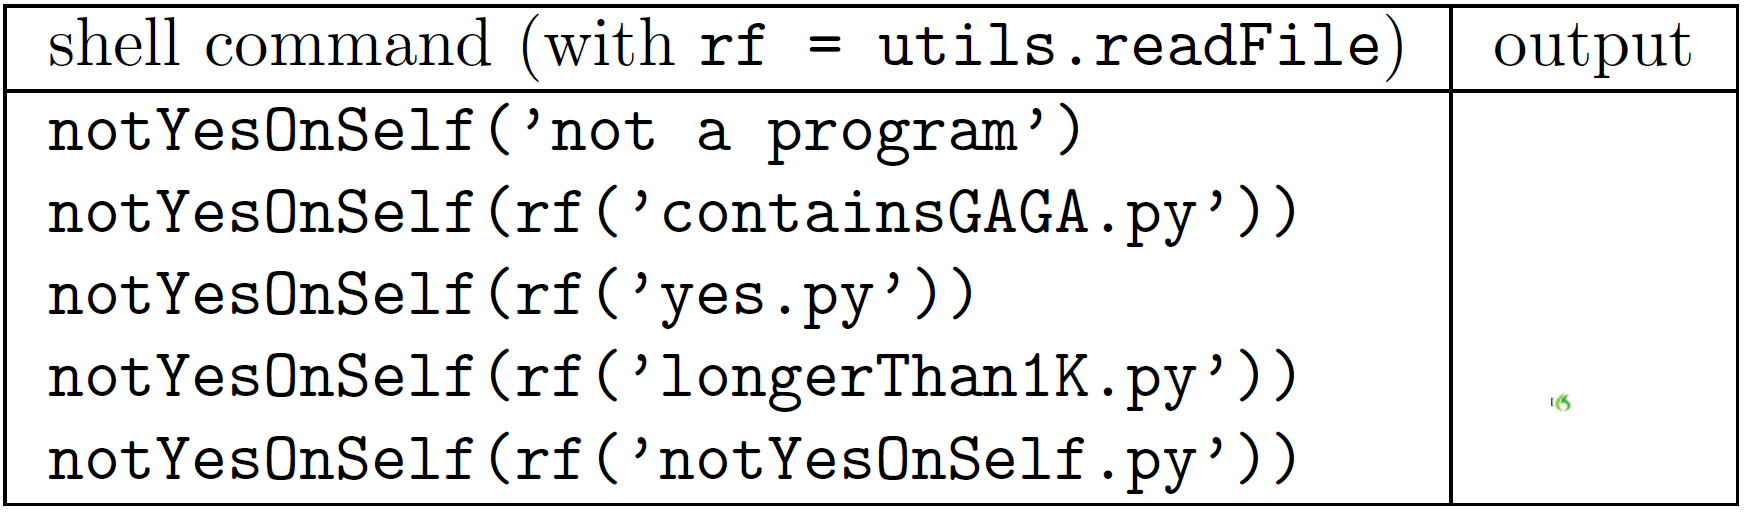 shell command (with rf = utils.readFile) output
notYesOnSelf(’not a program’)
notYesOnSelf(rf(’containsGAGA.py’))
notYesOnSelf(rf(’yes.py’))
notYesOnSelf(rf(’longerThan1K.py’))
notYesOnSelf(rf(’notYesOnSelf.py’))